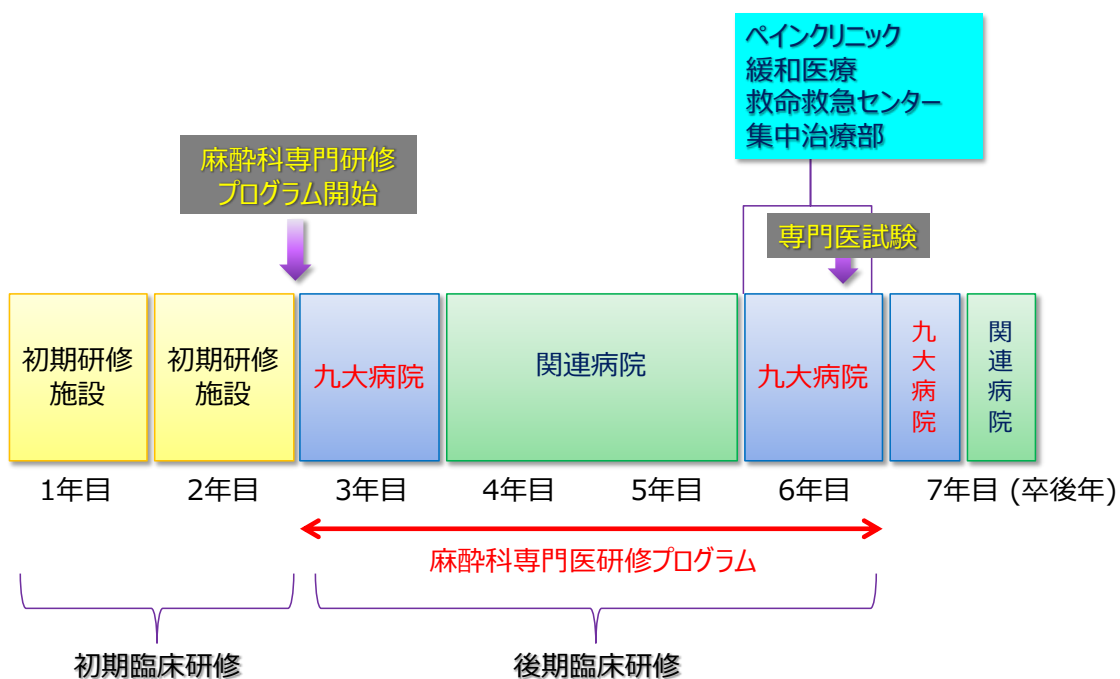 ペインクリニック
緩和医療
救命救急センター
集中治療部
麻酔科専門研修
プログラム開始
専門医試験
初期研修
施設
初期研修
施設
九大病院
関連病院
九大病院
九大病院
関連病院
1年目
2年目
3年目
4年目
5年目
6年目
7年目 (卒後年)
麻酔科専門医研修プログラム
初期臨床研修
後期臨床研修